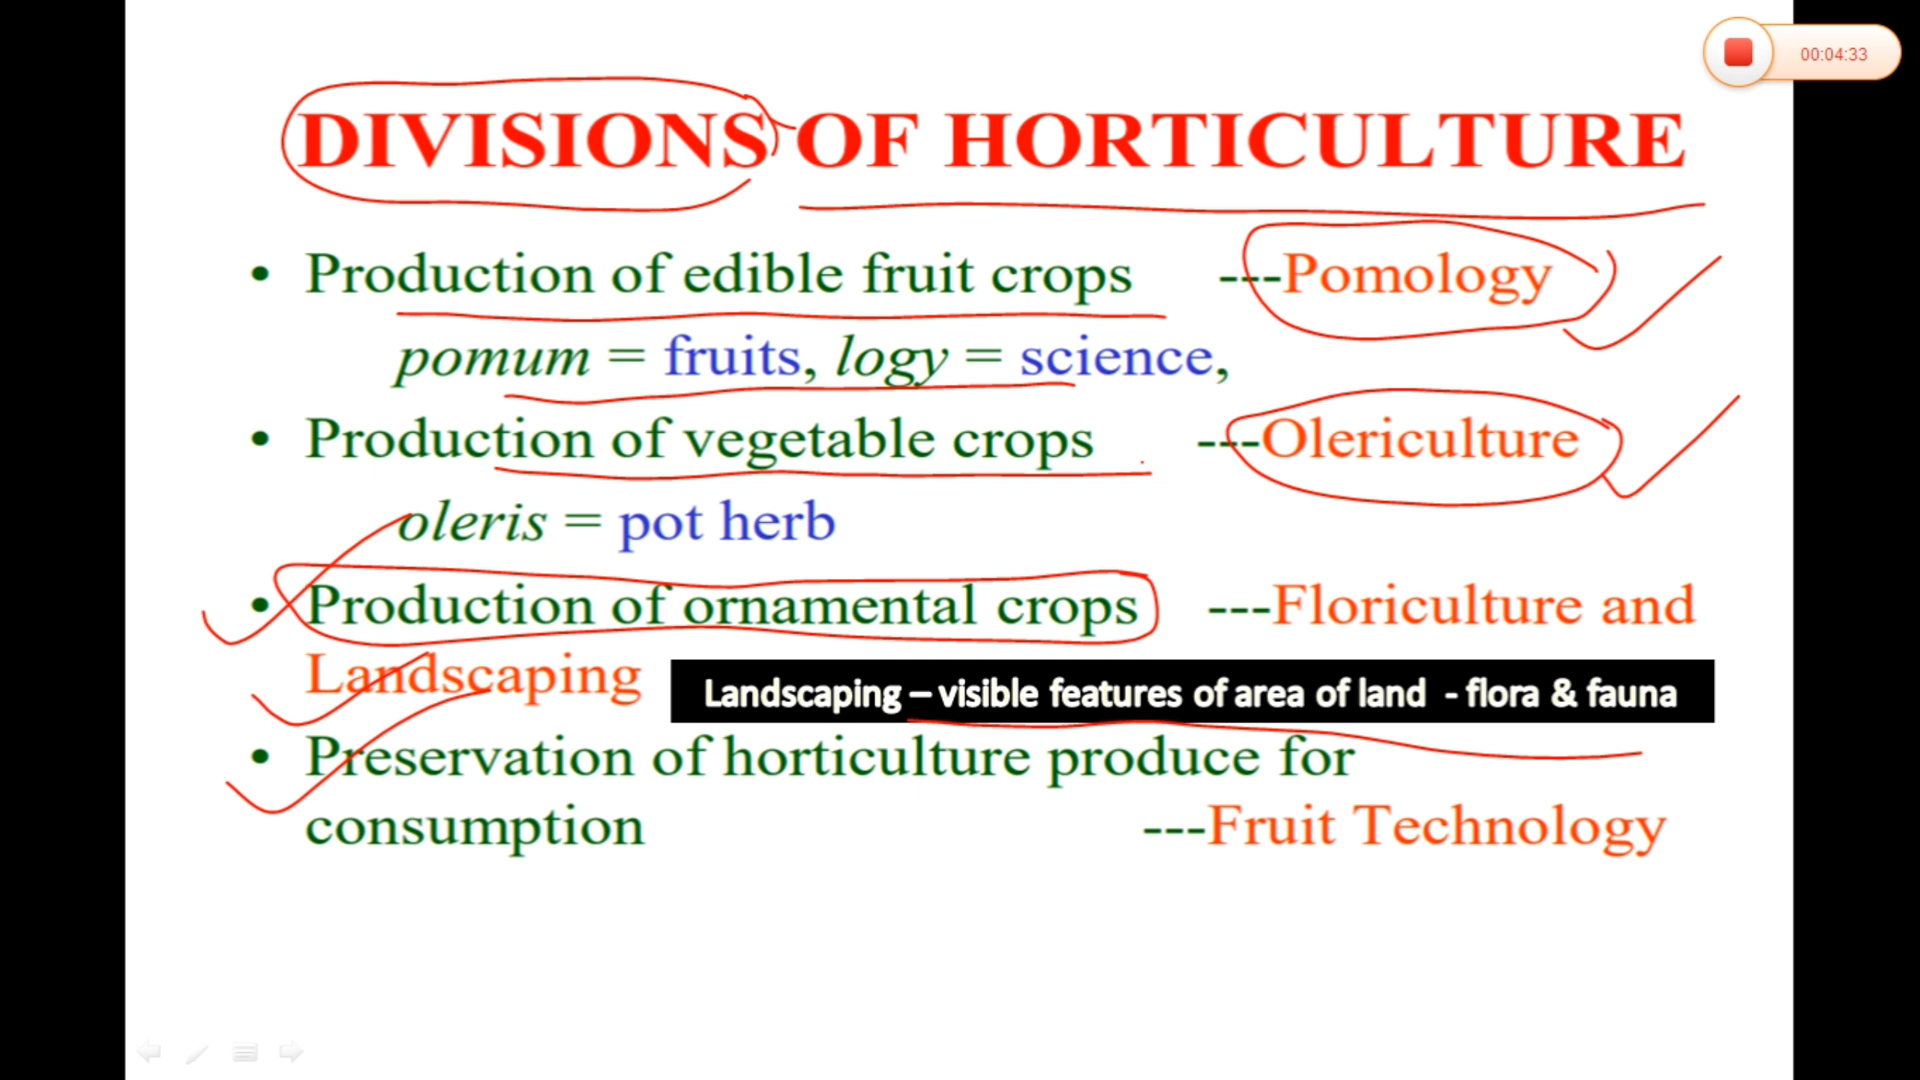 00:04:33
DIVISIONS OF HORTICULTURE
• Production of edible fruit crops ---Pomology
pomum = fruits, logy = science,
• Production of vegetable crops ---Olericulture
oleris = pot herb
• Production of ornamental crops ---Floriculture and
Landscaping
Landscaping – visible features of area of land - flora & fauna
• Preservation of horticulture produce for
consumption ---Fruit Technology